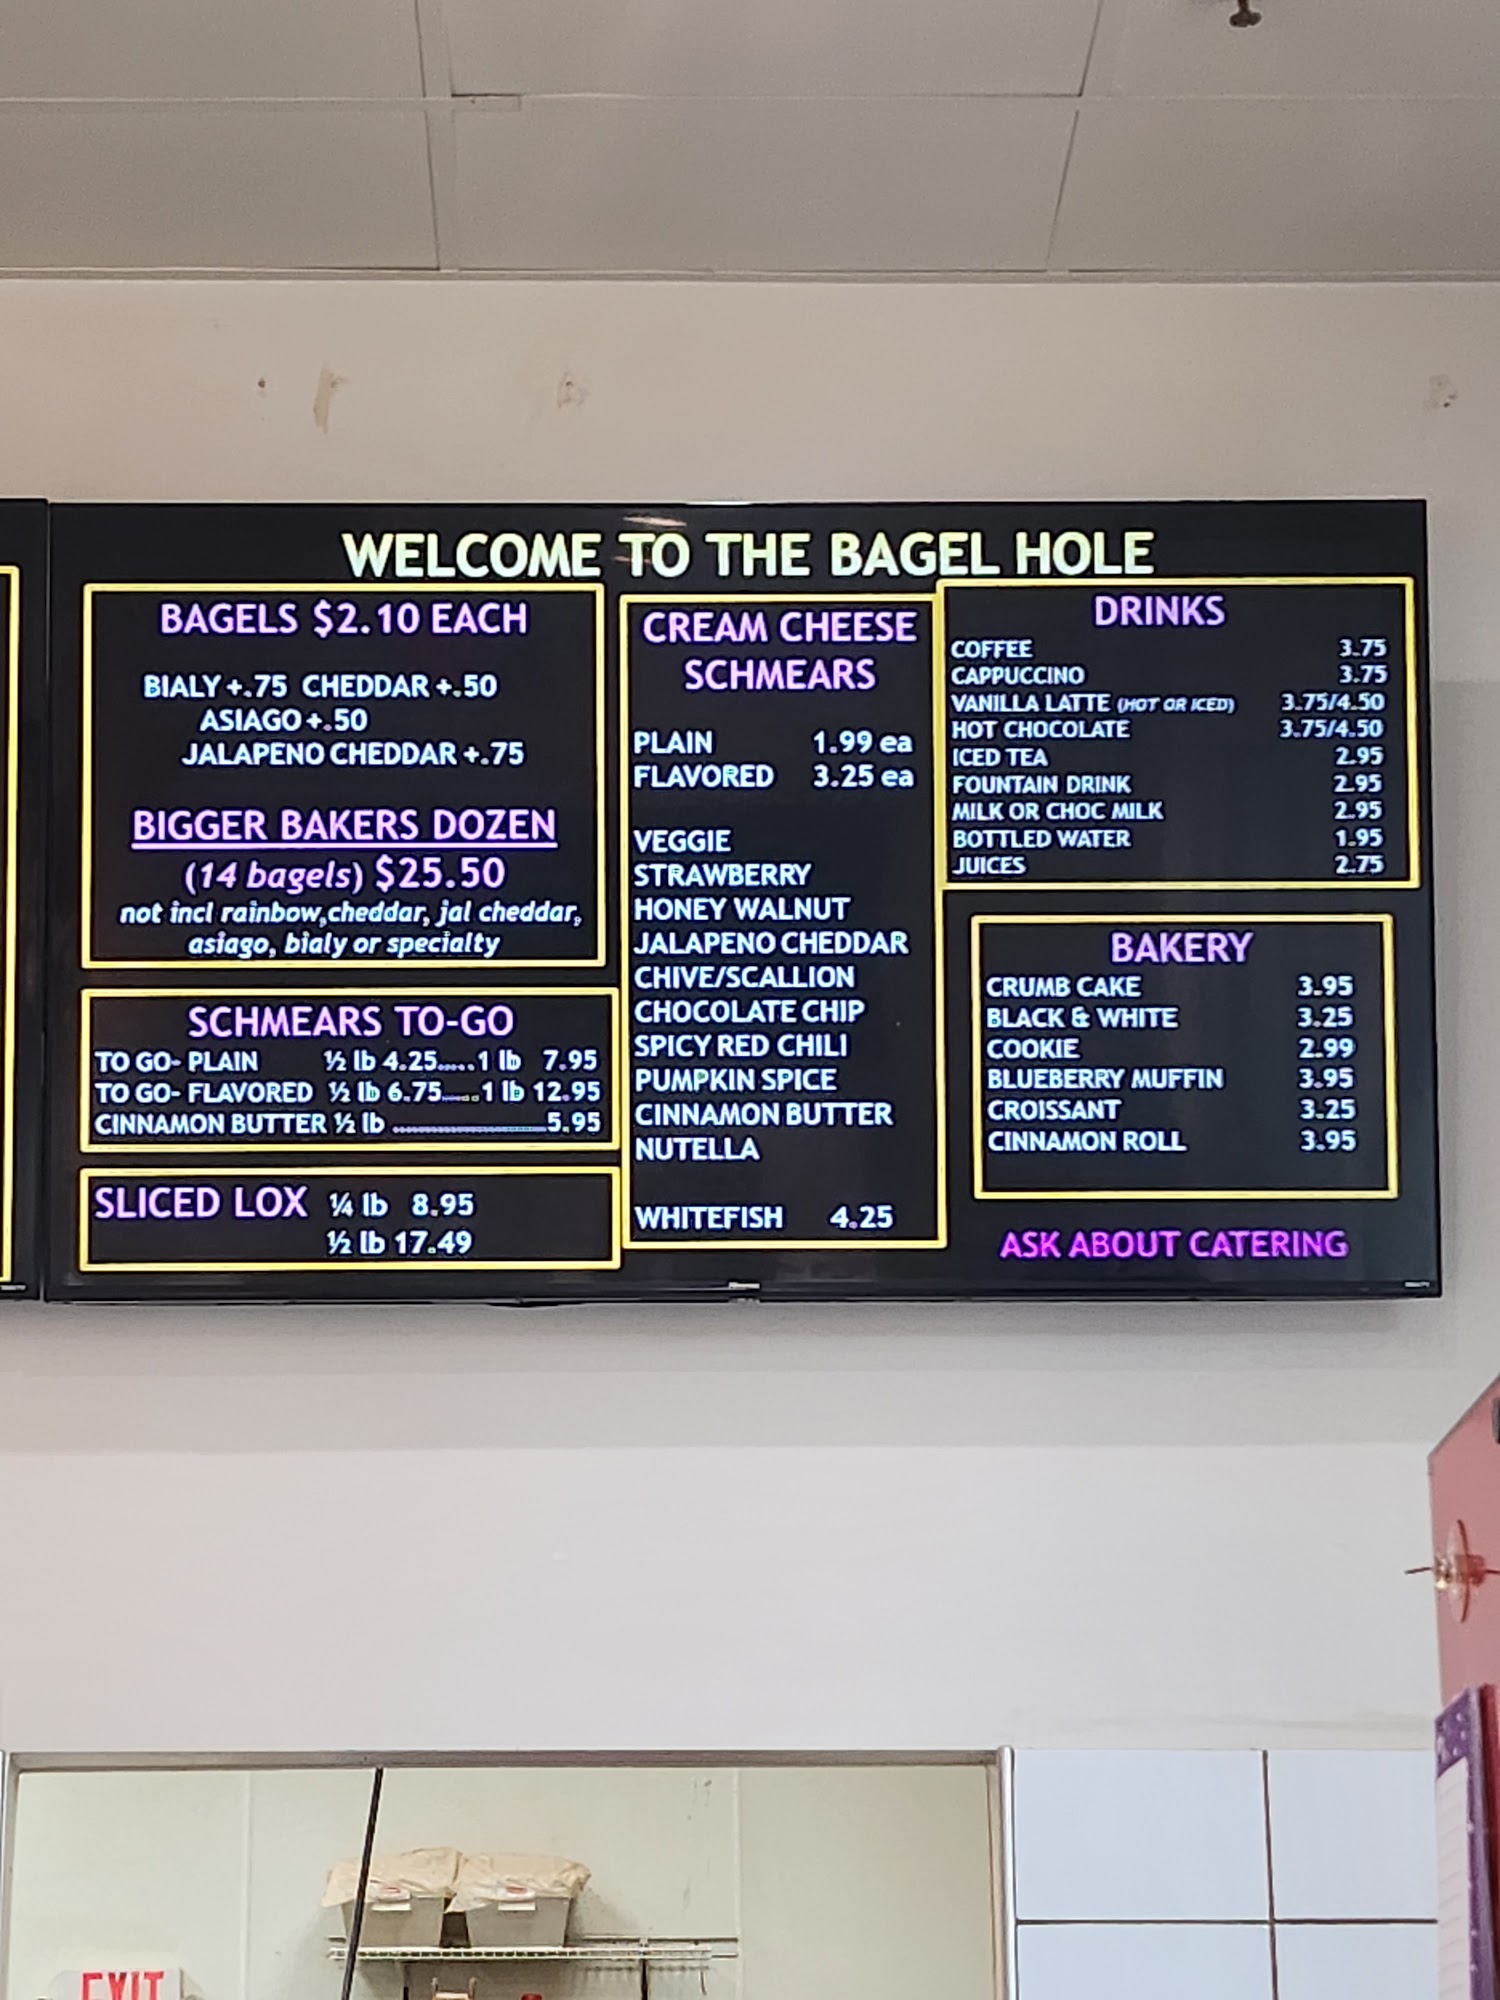 WELCOME TO THE BAGEL HOLE
BAGELS $2.10 EACH
BIALY +.75 CHEDDAR +.50
ASIAGO +.50
JALAPENO CHEDDAR +.75
BIGGER BAKERS DOZEN
(14 bagels) $25.50
not incl rainbow,cheddar, jal cheddar,
asiago, bialy or specialty
SCHMEARS TO-GO
TO GO- PLAIN ½ lb 4.25.....1 lb 7.95
TO GO- FLAVORED ½ lb 6.75......1 lb 12.95
CINNAMON BUTTER ½ lb ........................5.95
SLICED LOX ¼ lb 8.95
½ lb 17.49
CREAM CHEESE
SCHMEARS
PLAIN 1.99 ea
FLAVORED 3.25 ea
VEGGIE
STRAWBERRY
HONEY WALNUT
JALAPENO CHEDDAR
CHIVE/SCALLION
CHOCOLATE CHIP
SPICY RED CHILI
PUMPKIN SPICE
CINNAMON BUTTER
NUTELLA
WHITEFISH 4.25
DRINKS
COFFEE 3.75
CAPPUCCINO 3.75
VANILLA LATTE (HOT OR ICED) 3.75/4.50
HOT CHOCOLATE 3.75/4.50
ICED TEA 2.95
FOUNTAIN DRINK 2.95
MILK OR CHOC MILK 2.95
BOTTLED WATER 1.95
JUICES 2.75
BAKERY
CRUMB CAKE 3.95
BLACK & WHITE 3.25
COOKIE 2.99
BLUEBERRY MUFFIN 3.95
CROISSANT 3.25
CINNAMON ROLL 3.95
ASK ABOUT CATERING
EXIT